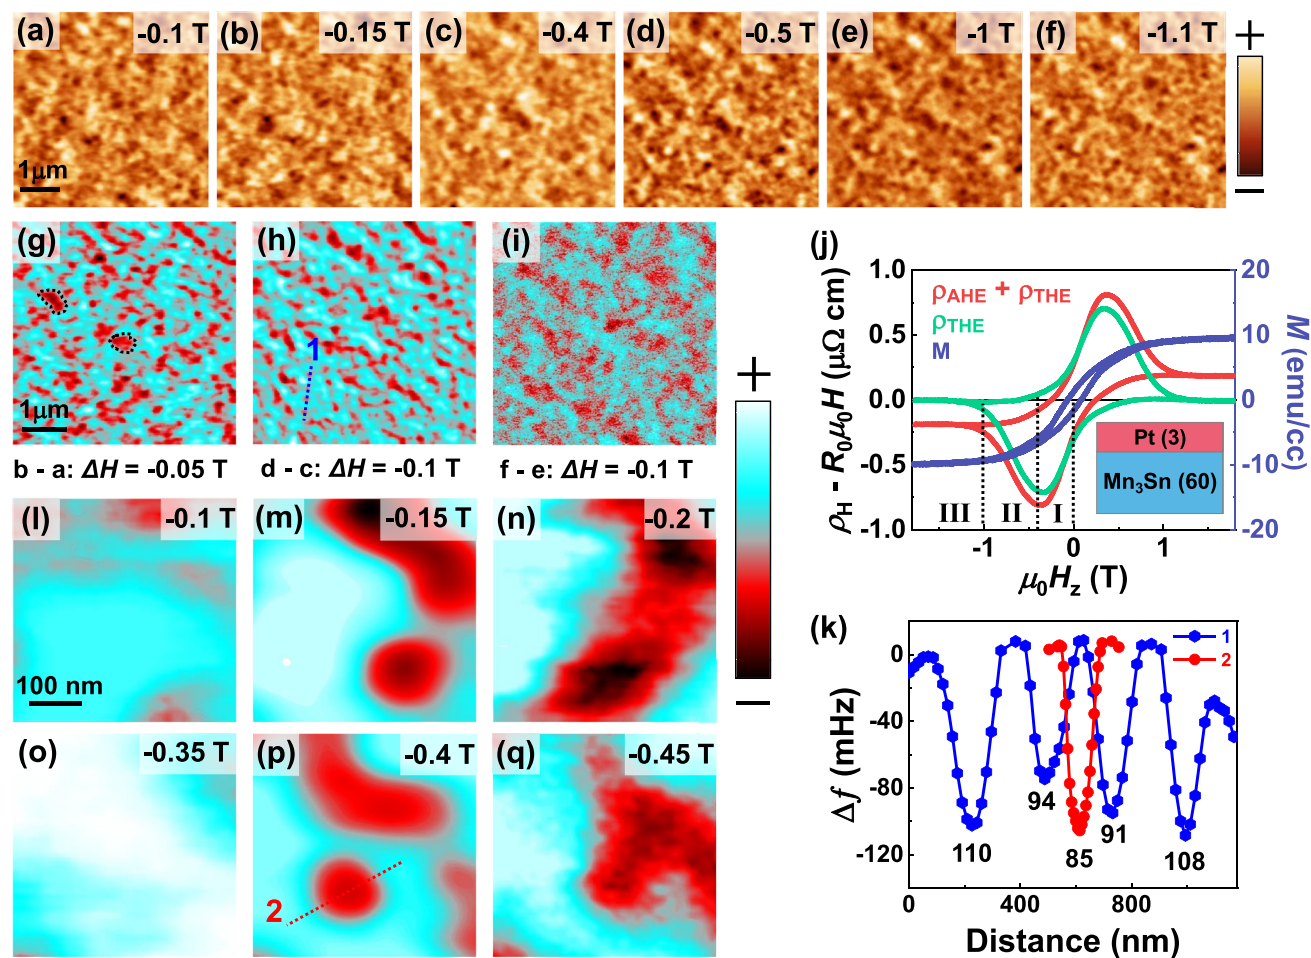 (a) -0.1 T
(b) -0.15 T
(c) -0.4 T
(d) -0.5 T
(e) -1 T
(f) -1.1 T
+
−
1μm
(g)
(h)
(i)
1
1μm
b - a: ΔH = -0.05 T
d - c: ΔH = -0.1 T
f - e: ΔH = -0.1 T
+
−
(j)
ρAHE + ρTHE
ρTHE
M
1.0
0.5
0.0
-0.5
-1.0
ρH - R0μ0H (μΩ cm)
20
10
0
-10
-20
M (emu/cc)
III II I
Pt (3)
Mn3Sn (60)
-1 0 1
μ0Hz (T)
(l) -0.1 T
(m) -0.15 T
(n) -0.2 T
100 nm
(o) -0.35 T
(p) -0.4 T
(q) -0.45 T
2
(k)
1
2
0
-40
-80
-120
Δf (mHz)
94
91
110
85
108
0 400 800
Distance (nm)